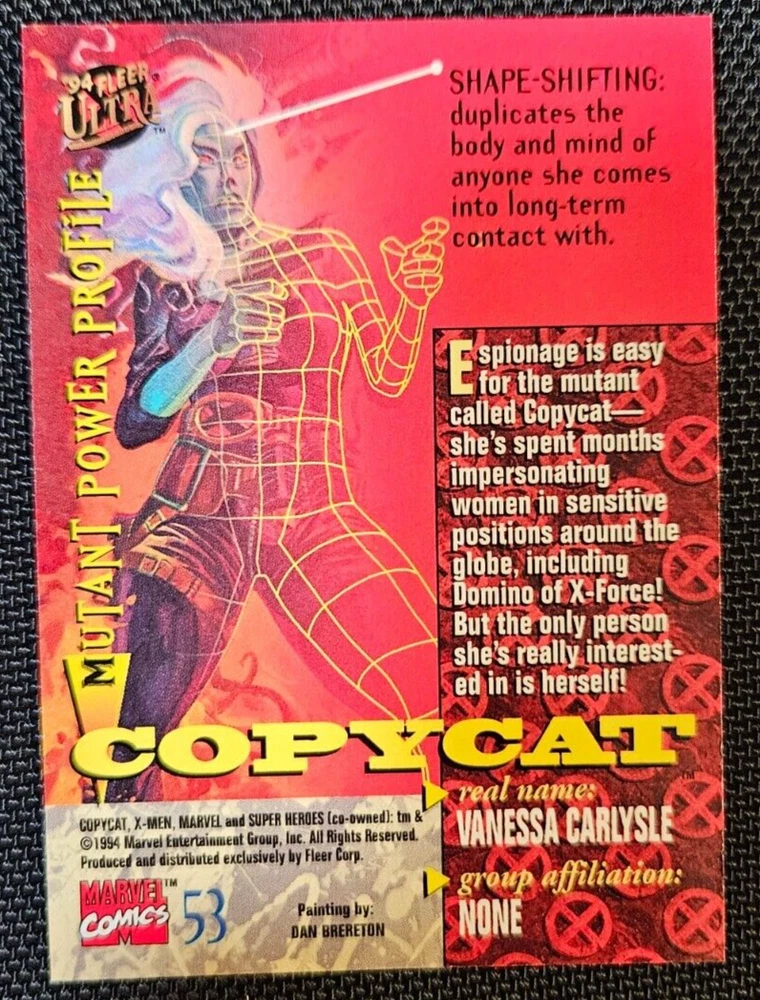 '94 FLEER
ULTRA™
MUTANT POWER PROFILE
SHAPE-SHIFTING:
duplicates the
body and mind of
anyone she comes
into long-term
contact with.
Espionage is easy
for the mutant
called Copycat—
she's spent months
impersonating
women in sensitive
positions around the
globe, including
Domino of X-Force!
But the only person
she's really interest-
ed in is herself!
COPYCAT™
real name:
VANESSA CARLYSLE
group affiliation:
NONE
COPYCAT, X-MEN, MARVEL and SUPER HEROES (co-owned): tm &
©1994 Marvel Entertainment Group, Inc. All Rights Reserved.
Produced and distributed exclusively by Fleer Corp.
MARVEL™
COMICS
M
53
Painting by:
DAN BRERETON